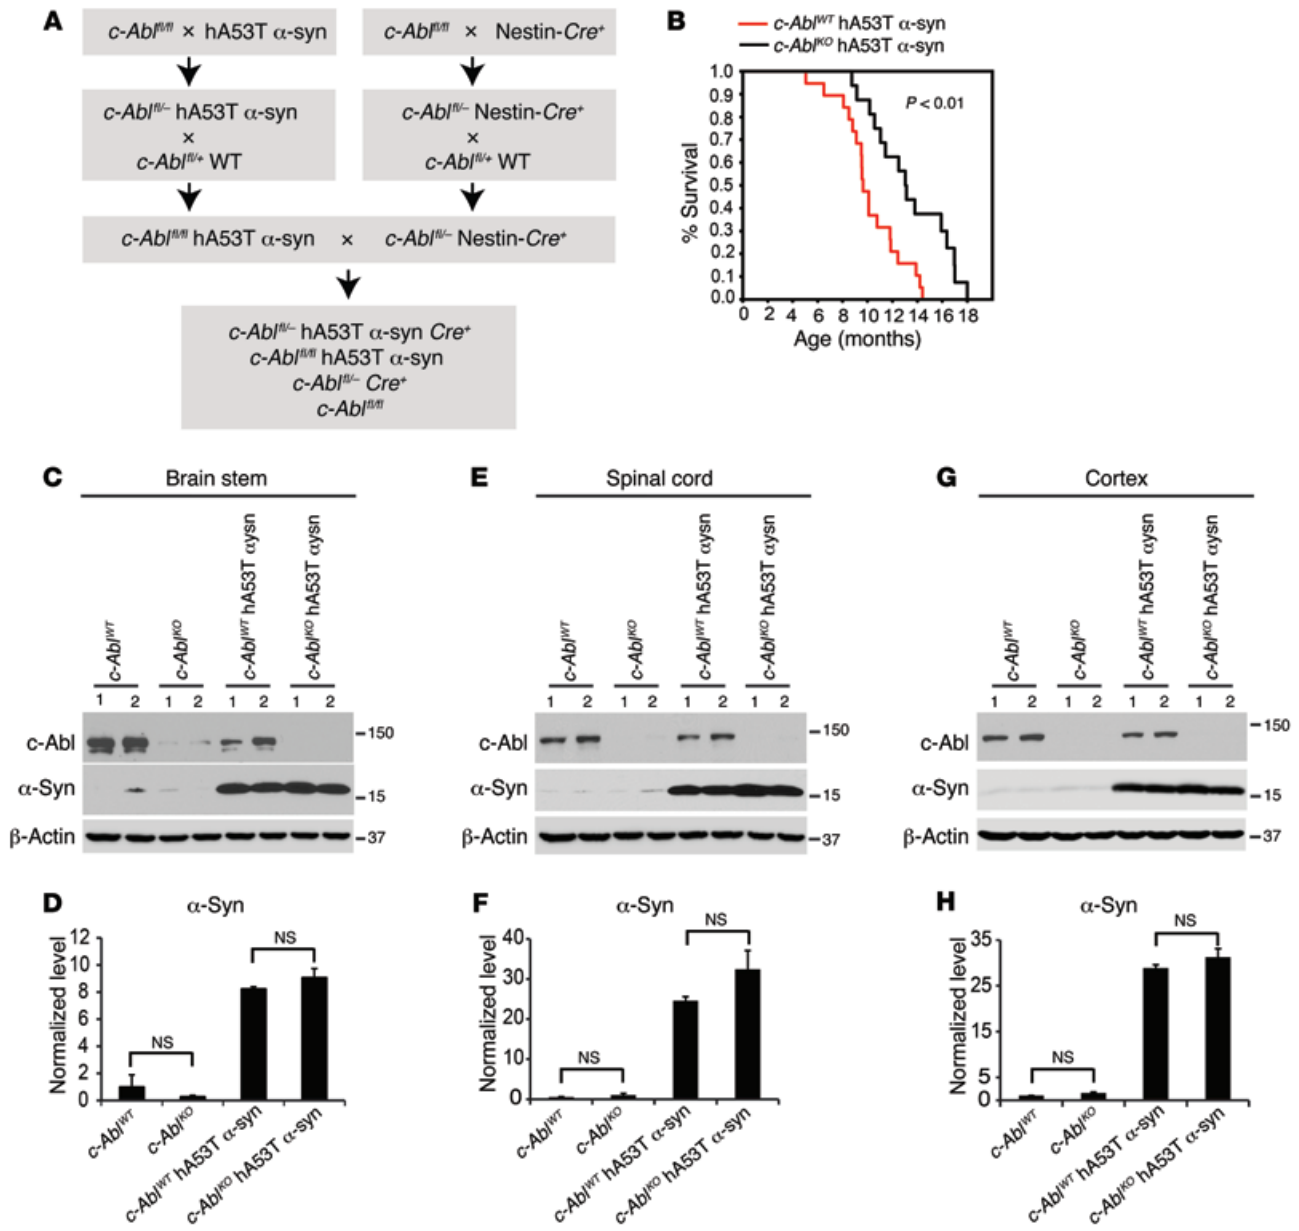 A
c-Abl^fl/fl × hA53T α-syn
c-Abl^fl/fl × Nestin-Cre+
c-Abl^fl/– hA53T α-syn
×
c-Abl^fl/+ WT
c-Abl^fl/– Nestin-Cre+
×
c-Abl^fl/+ WT
c-Abl^fl/fl hA53T α-syn × c-Abl^fl/– Nestin-Cre+
c-Abl^fl/– hA53T α-syn Cre+
c-Abl^fl/fl hA53T α-syn
c-Abl^fl/– Cre+
c-Abl^fl/fl
B
c-Abl^WT hA53T α-syn
c-Abl^KO hA53T α-syn
P < 0.01
% Survival
1.0
0.9
0.8
0.7
0.6
0.5
0.4
0.3
0.2
0.1
0.0
0 2 4 6 8 10 12 14 16 18
Age (months)
C
Brain stem
c-Abl^WT
c-Abl^KO
c-Abl^WT hA53T αysn
c-Abl^KO hA53T αysn
1 2 1 2 1 2 1 2
c-Abl
150
α-Syn
15
β-Actin
37
E
Spinal cord
c-Abl^WT
c-Abl^KO
c-Abl^WT hA53T αysn
c-Abl^KO hA53T αysn
1 2 1 2 1 2 1 2
c-Abl
150
α-Syn
15
β-Actin
37
G
Cortex
c-Abl^WT
c-Abl^KO
c-Abl^WT hA53T αysn
c-Abl^KO hA53T αysn
1 2 1 2 1 2 1 2
c-Abl
150
α-Syn
15
β-Actin
37
D
α-Syn
Normalized level
12
10
8
6
4
2
0
NS
NS
c-Abl^WT
c-Abl^KO
c-Abl^WT hA53T α-syn
c-Abl^KO hA53T α-syn
F
α-Syn
Normalized level
40
30
20
10
0
NS
NS
c-Abl^WT
c-Abl^KO
c-Abl^WT hA53T α-syn
c-Abl^KO hA53T α-syn
H
α-Syn
Normalized level
35
25
15
5
0
NS
NS
c-Abl^WT
c-Abl^KO
c-Abl^WT hA53T α-syn
c-Abl^KO hA53T α-syn